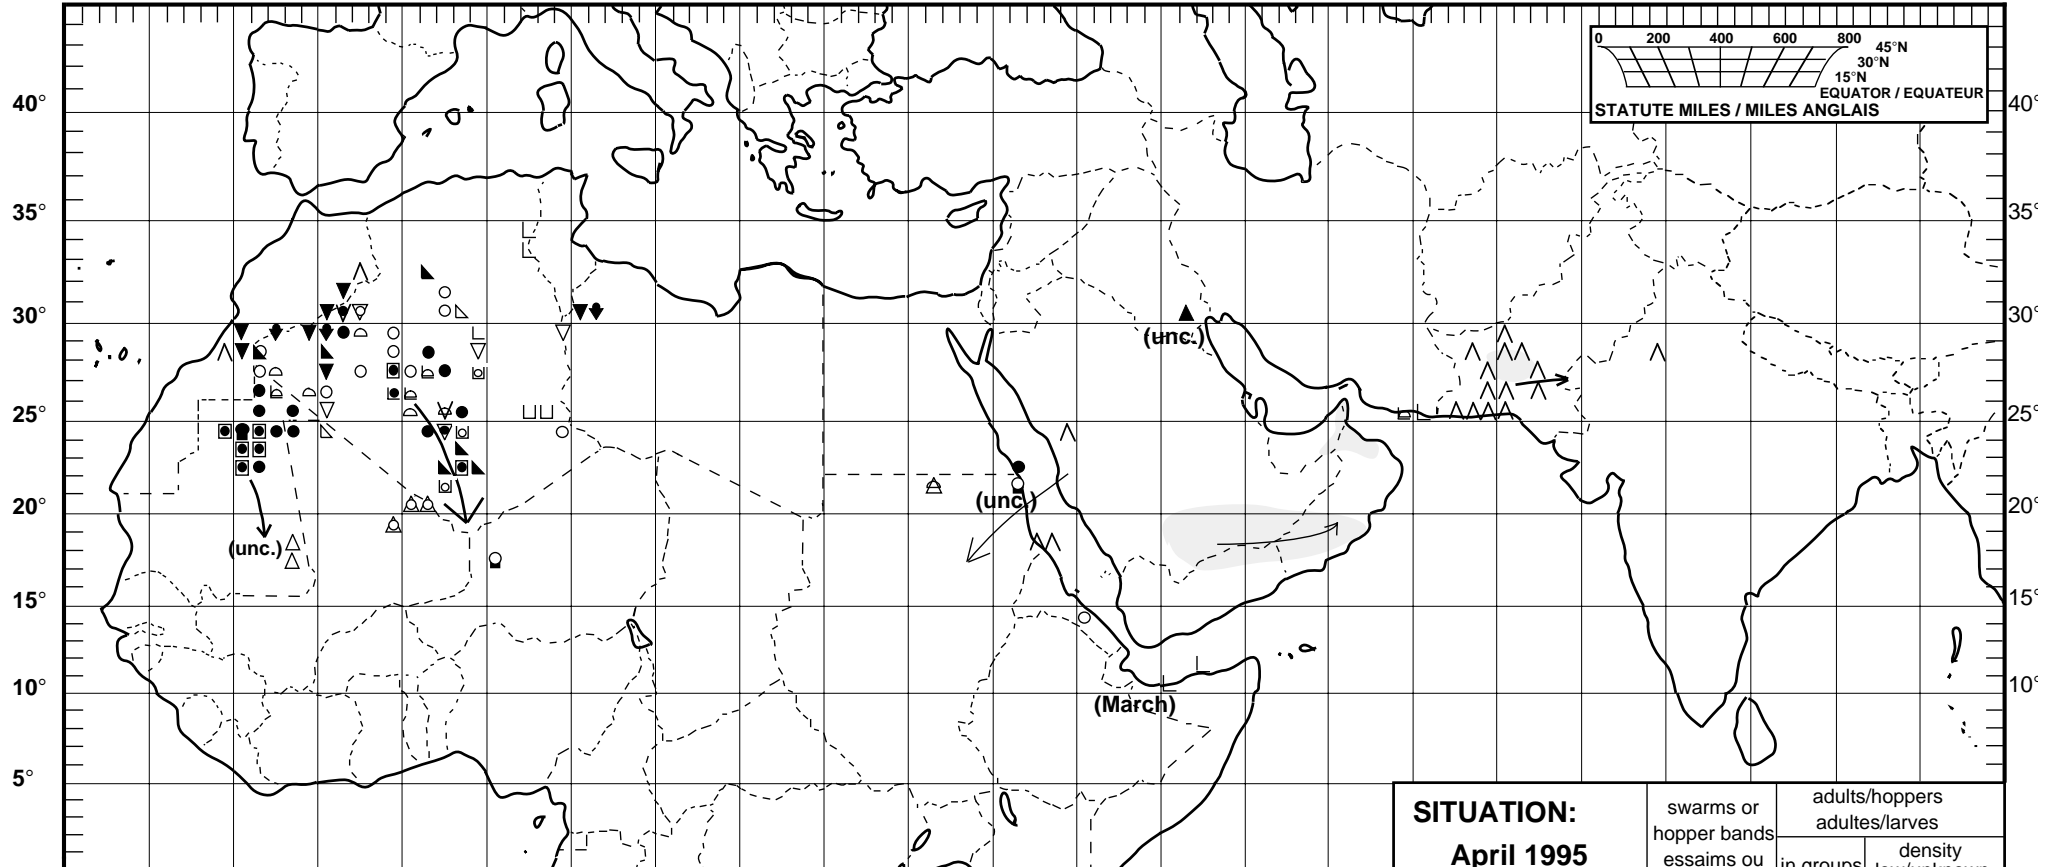 0 200 400 600 800
45°N
30°N
15°N
EQUATOR / EQUATEUR
STATUTE MILES / MILES ANGLAIS
40° 40°
35° 35°
30° 30°
(unc.)
25° 25°
20° (unc.) 20°
(unc.)
15° 15°
10° 10°
(March)
5°
SITUATION:
April 1995
swarms or
hopper bands
essaims ou
adults/hoppers
adultes/larves
in groups
density
low/unknown